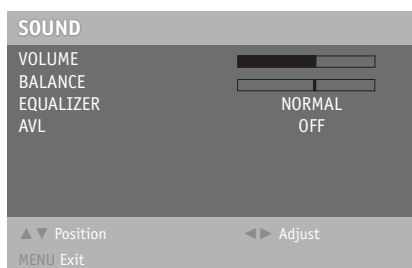 SOUND
VOLUME
BALANCE
EQUALIZER NORMAL
AVL OFF
▲▼ Position ◀▶ Adjust
MENU Exit